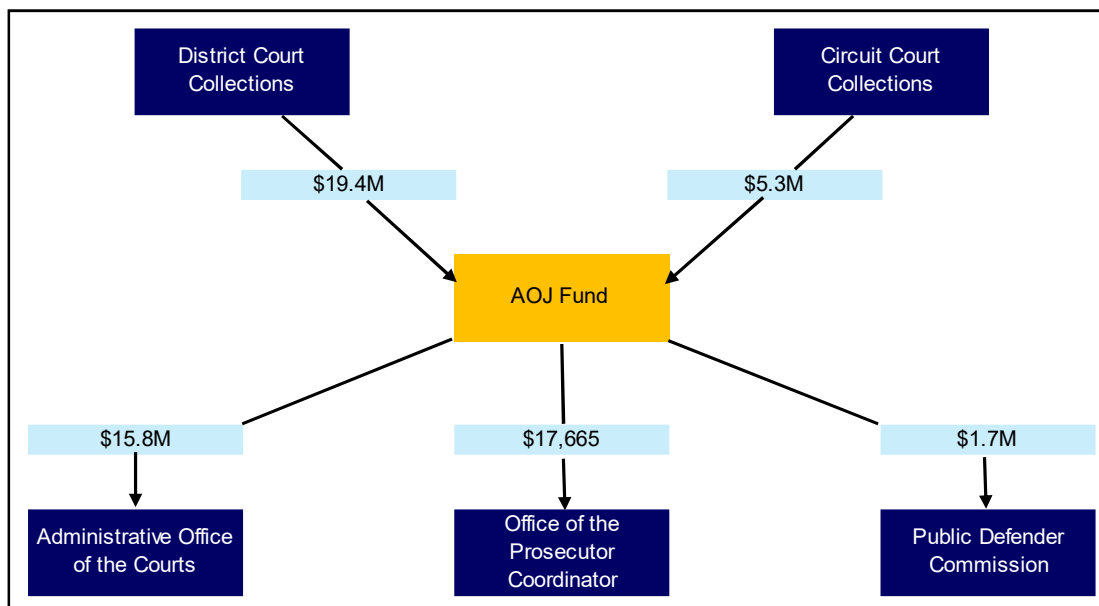 District Court
Collections
Circuit Court
Collections
$19.4M
$5.3M
AOJ Fund
$15.8M
$17,665
$1.7M
Administrative Office
of the Courts
Office of the
Prosecutor
Coordinator
Public Defender
Commission